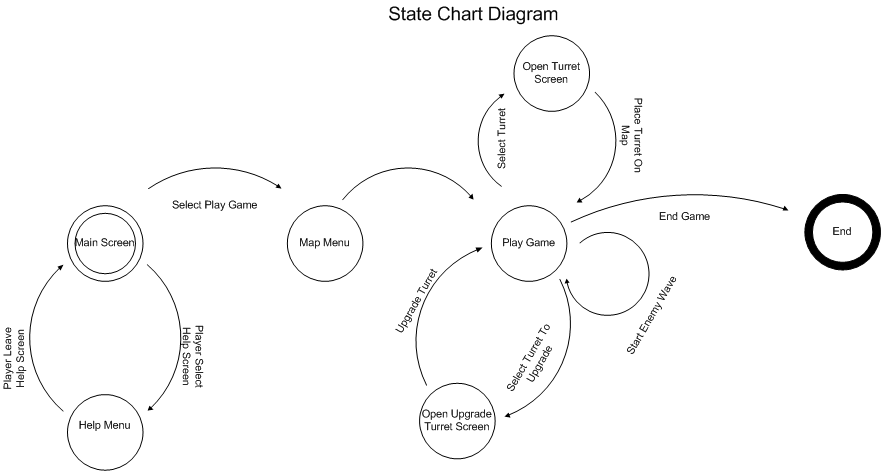 State Chart Diagram
Open Turret
Screen
Select Turret
Place Turret On
Map
Select Play Game
End Game
Main Screen
Map Menu
Play Game
End
Upgrade Turret
Start Enemy Wave
Player Leave
Help Screen
Player Select
Help Screen
Select Turret To
Upgrade
Help Menu
Open Upgrade
Turret Screen